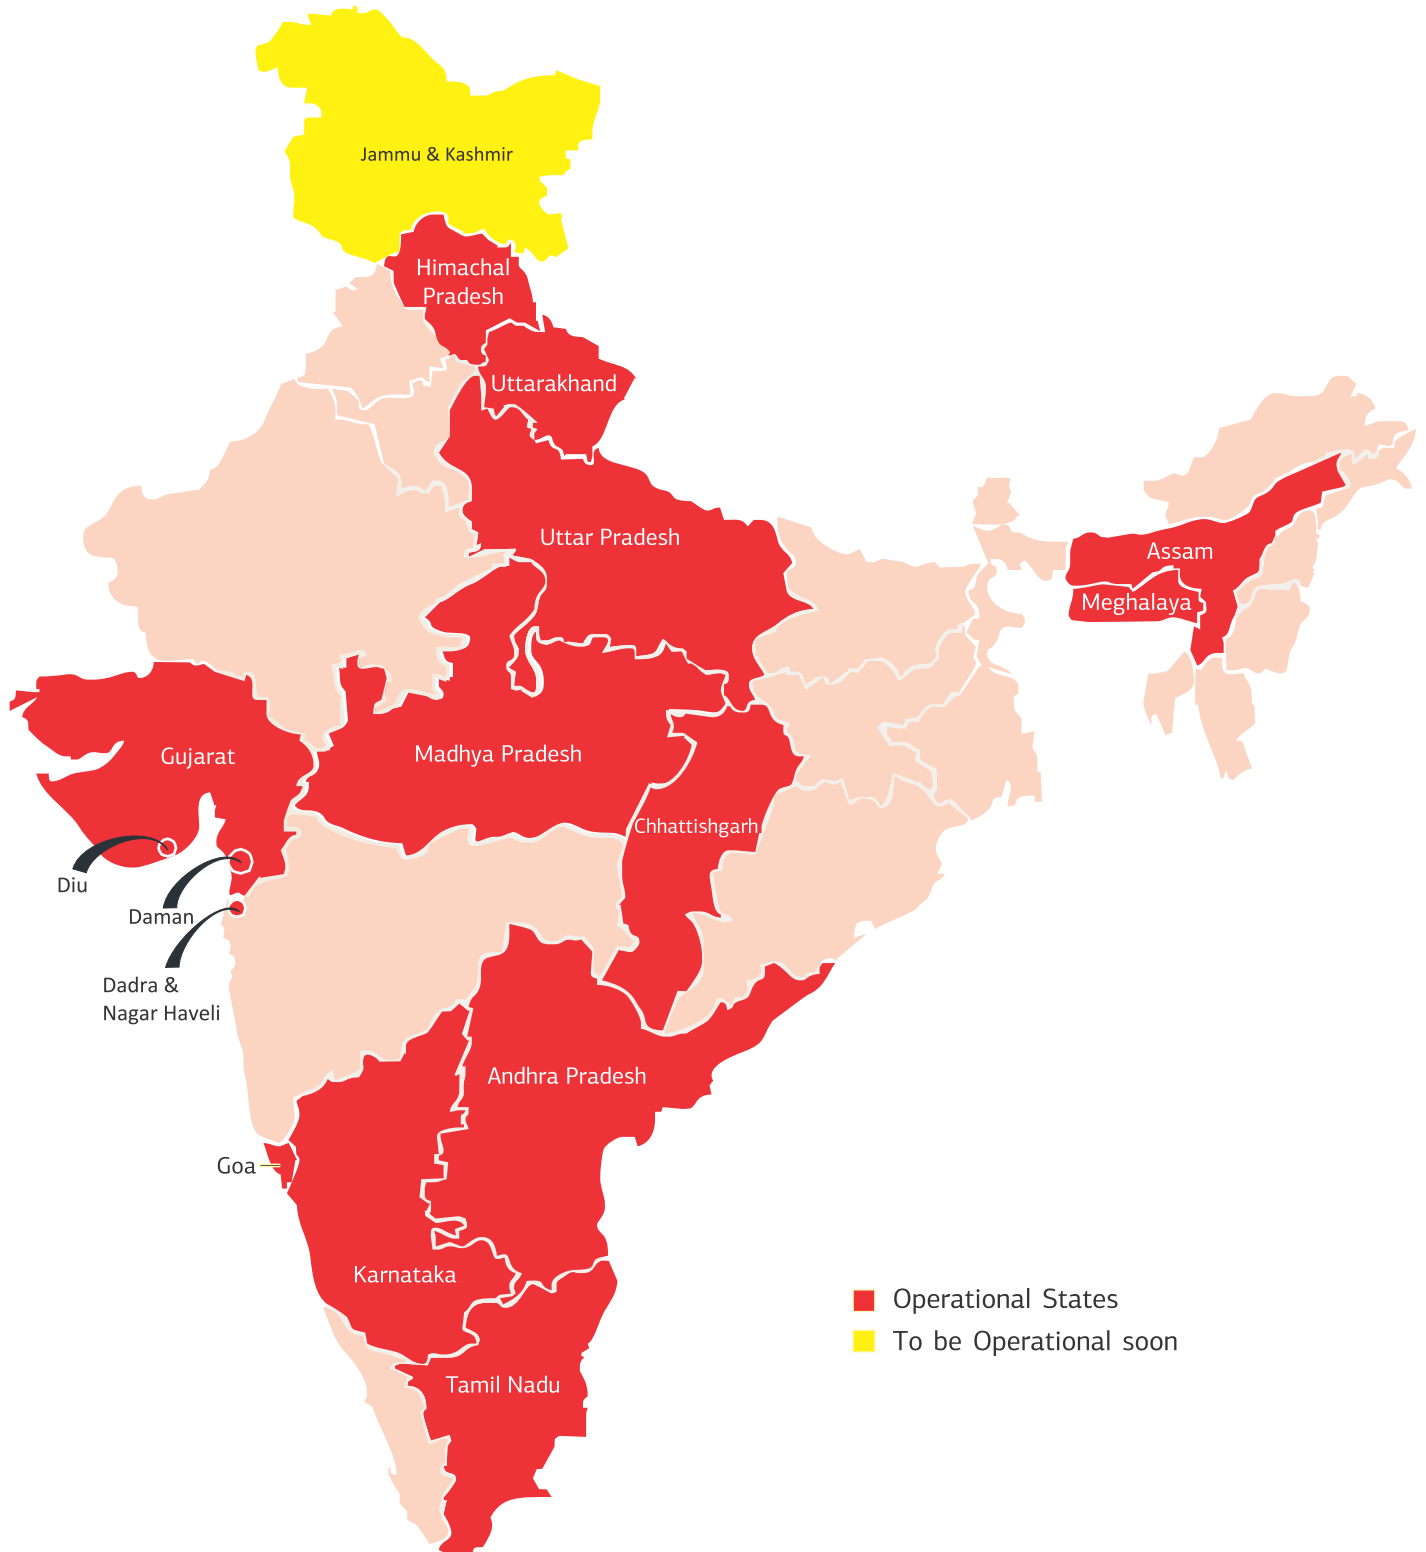 Jammu & Kashmir
Himachal
Pradesh
Uttarakhand
Uttar Pradesh
Assam
Meghalaya
Gujarat
Madhya Pradesh
Chhattishgarh
Diu
Daman
Dadra &
Nagar Haveli
Andhra Pradesh
Goa
Karnataka
Tamil Nadu
Operational States
To be Operational soon